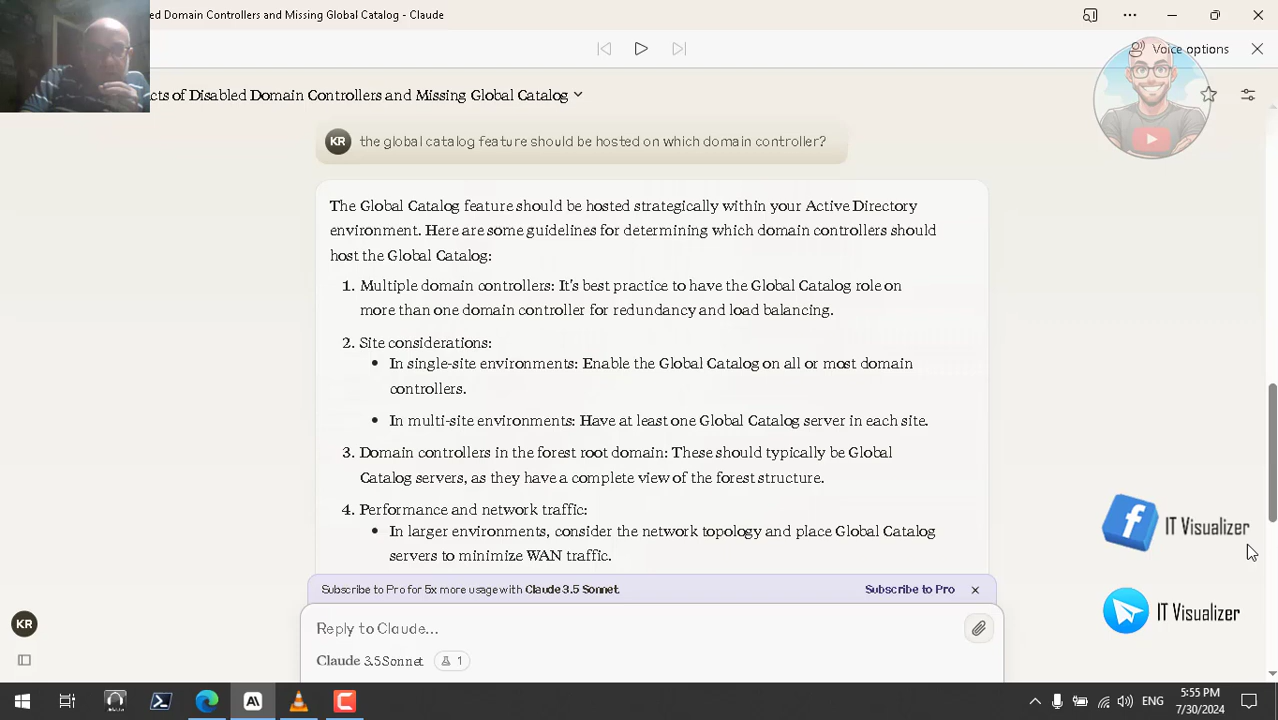 ed Domain Controllers and Missing Global Catalog - Claude
Voice options
cts of Disabled Domain Controllers and Missing Global Catalog
KR the global catalog feature should be hosted on which domain controller?
The Global Catalog feature should be hosted strategically within your Active Directory
environment. Here are some guidelines for determining which domain controllers should
host the Global Catalog:
1. Multiple domain controllers: It's best practice to have the Global Catalog role on
more than one domain controller for redundancy and load balancing.
2. Site considerations:
• In single-site environments: Enable the Global Catalog on all or most domain
controllers.
• In multi-site environments: Have at least one Global Catalog server in each site.
3. Domain controllers in the forest root domain: These should typically be Global
Catalog servers, as they have a complete view of the forest structure.
4. Performance and network traffic:
• In larger environments, consider the network topology and place Global Catalog
servers to minimize WAN traffic.
IT Visualizer
Subscribe to Pro for 5x more usage with Claude 3.5 Sonnet. Subscribe to Pro
IT Visualizer
KR
Reply to Claude...
Claude 3.5 Sonnet 1
ENG
5:55 PM
7/30/2024